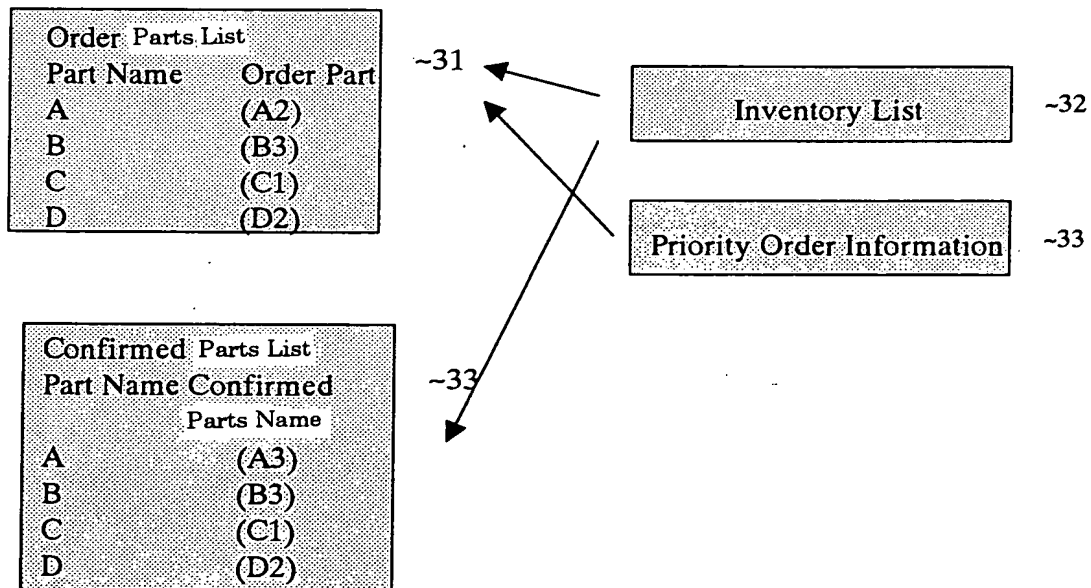 Order Parts List
Part Name Order Part
A (A2)
B (B3)
C (C1)
D (D2)
~31
Inventory List ~32
Priority Order Information ~33
Confirmed Parts List
Part Name Confirmed
Parts Name
A (A3)
B (B3)
C (C1)
D (D2)
~33